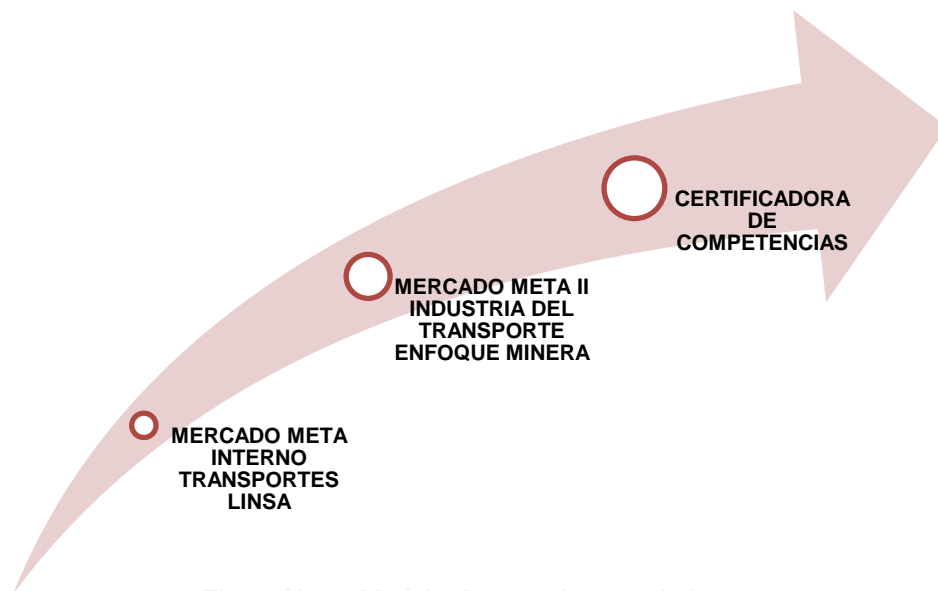 CERTIFICADORA
DE
COMPETENCIAS
MERCADO META II
INDUSTRIA DEL
TRANSPORTE
ENFOQUE MINERA
MERCADO META
INTERNO
TRANSPORTES
LINSA